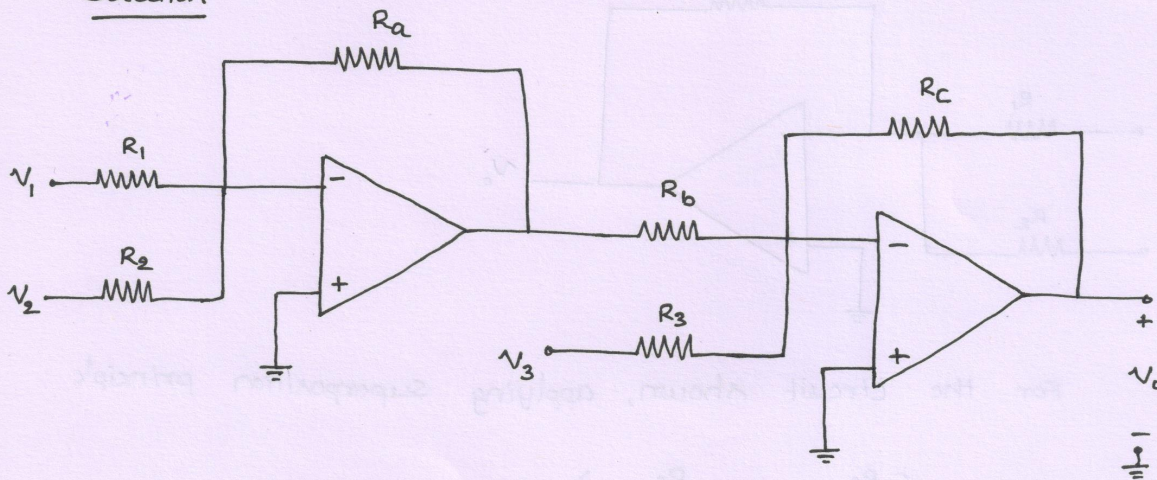 Solution
Ra
Rc
V1
R1
-
Rb
R2
V2
+
-
R3
V3
+
+
Vo
-
For the circuit shown, applying superposition principle